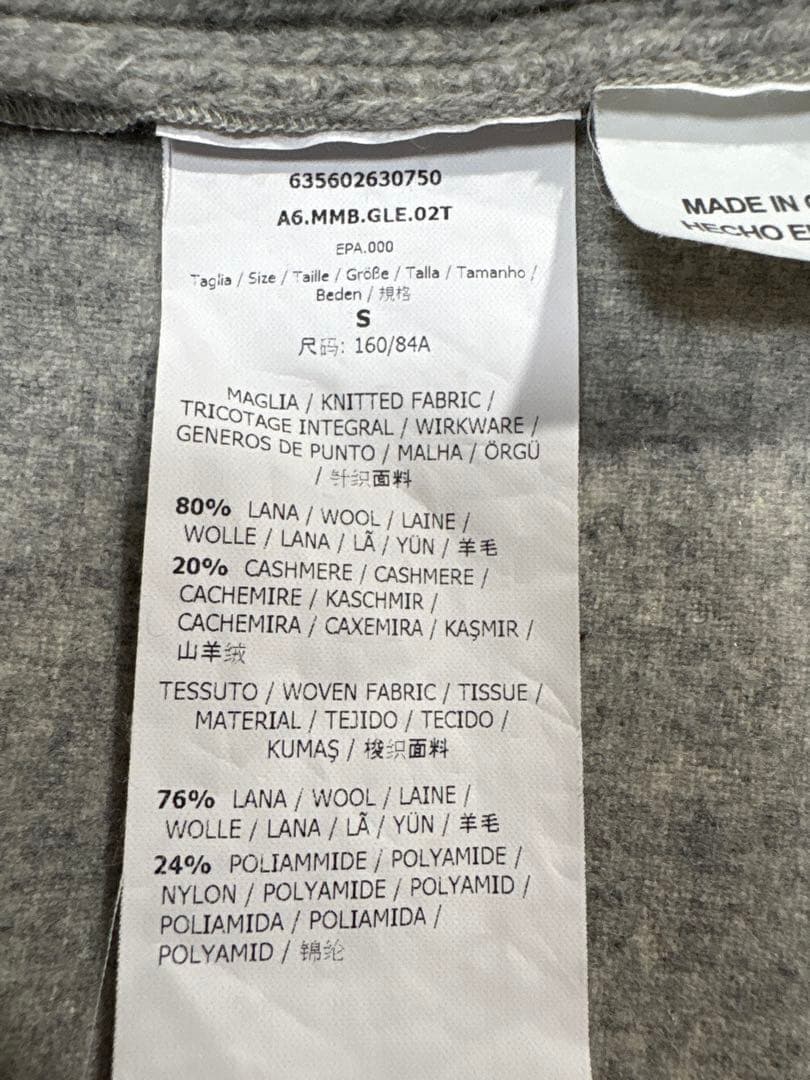 635602630750
A6.MMB.GLE.02T
EPA.000
Taglia / Size / Taille / Größe / Talla / Tamanho /
Beden / 規格
S
尺码: 160/84A
MAGLIA / KNITTED FABRIC /
TRICOTAGE INTEGRAL / WIRKWARE /
GENEROS DE PUNTO / MALHA / ÖRGÜ
/ 针织面料
80% LANA / WOOL / LAINE /
WOLLE / LANA / LÃ / YÜN / 羊毛
20% CASHMERE / CASHMERE /
CACHEMIRE / KASCHMIR /
CACHEMIRA / CAXEMIRA / KAŞMIR /
山羊绒
TESSUTO / WOVEN FABRIC / TISSUE /
MATERIAL / TEJIDO / TECIDO /
KUMAŞ / 梭织面料
76% LANA / WOOL / LAINE /
WOLLE / LANA / LÃ / YÜN / 羊毛
24% POLIAMMIDE / POLYAMIDE /
NYLON / POLYAMIDE / POLYAMID /
POLIAMIDA / POLIAMIDA /
POLYAMID / 锦纶
MADE IN
HECHO